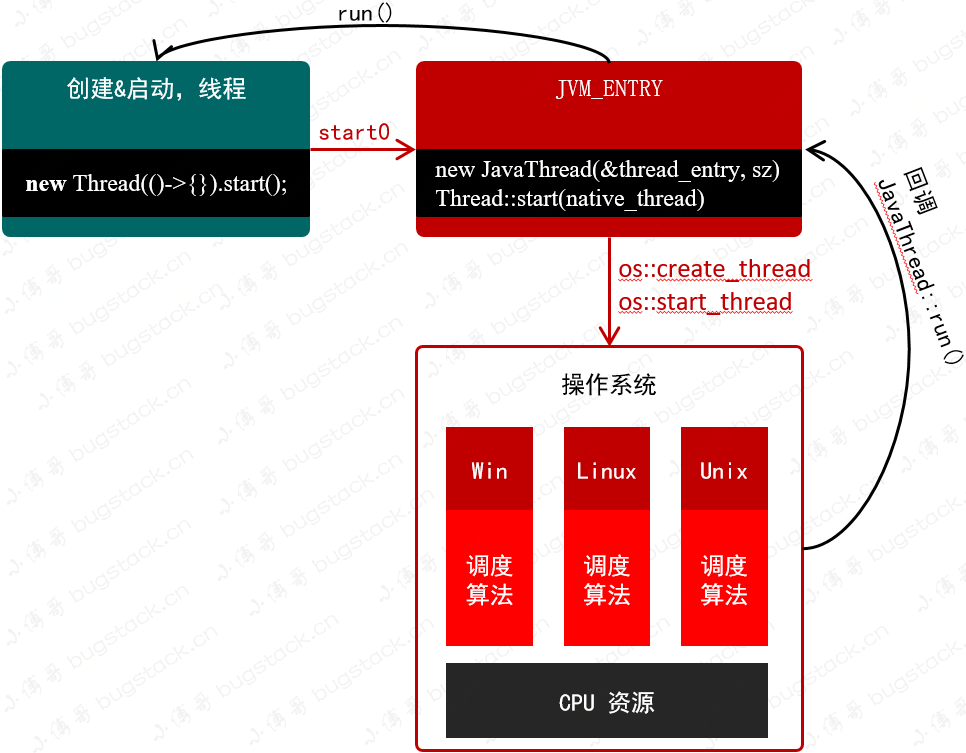 run()
创建&启动，线程
new Thread(()->{}).start();
start0
JVM_ENTRY
new JavaThread(&thread_entry, sz)
Thread::start(native_thread)
回调
JavaThread::run()
os::create_thread
os::start_thread
操作系统
Win
调度
算法
Linux
调度
算法
Unix
调度
算法
CPU 资源
小傅哥 bugstack.cn